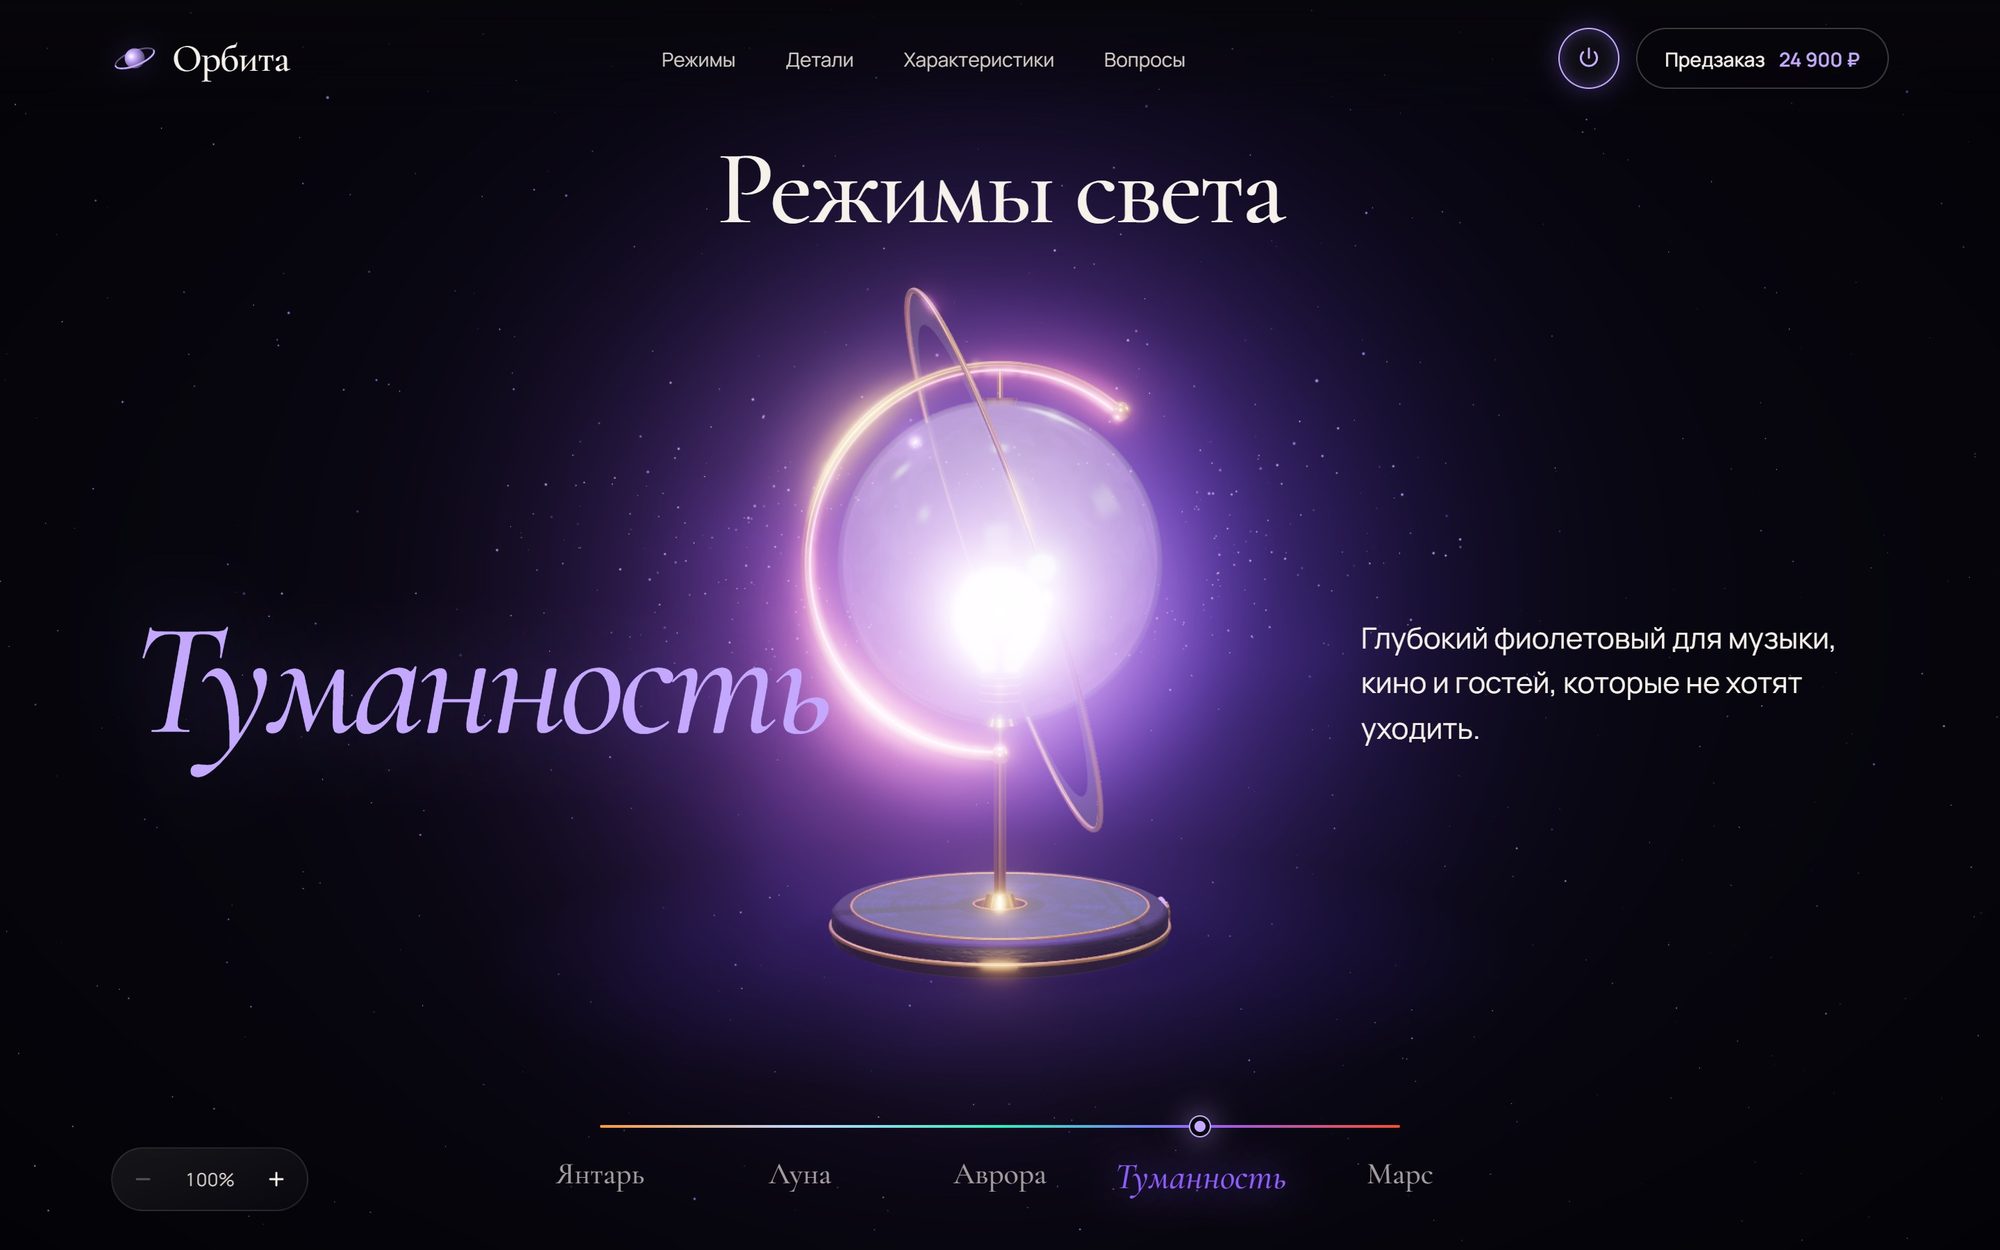 Орбита
Режимы
Детали
Характеристики
Вопросы
Предзаказ 24 900 ₽
Режимы света
Туманность
Глубокий фиолетовый для музыки,
кино и гостей, которые не хотят
уходить.
− 100% +
Янтарь
Луна
Аврора
Туманность
Марс